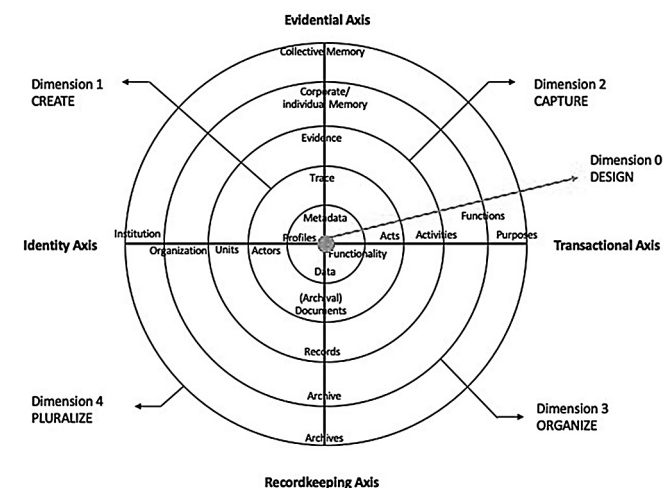 Evidential Axis
Collective Memory
Dimension 1
CREATE
Corporate/
individual Memory
Dimension 2
CAPTURE
Evidence
Dimension 0
DESIGN
Trace
Metadata
Functions
Institution
Profiles
Acts
Activities
Purposes
Identity Axis
Organization
Units
Actors
Functionality
Transactional Axis
Data
(Archival)
Documents
Records
Dimension 4
PLURALIZE
Archive
Dimension 3
ORGANIZE
Archives
Recordkeeping Axis